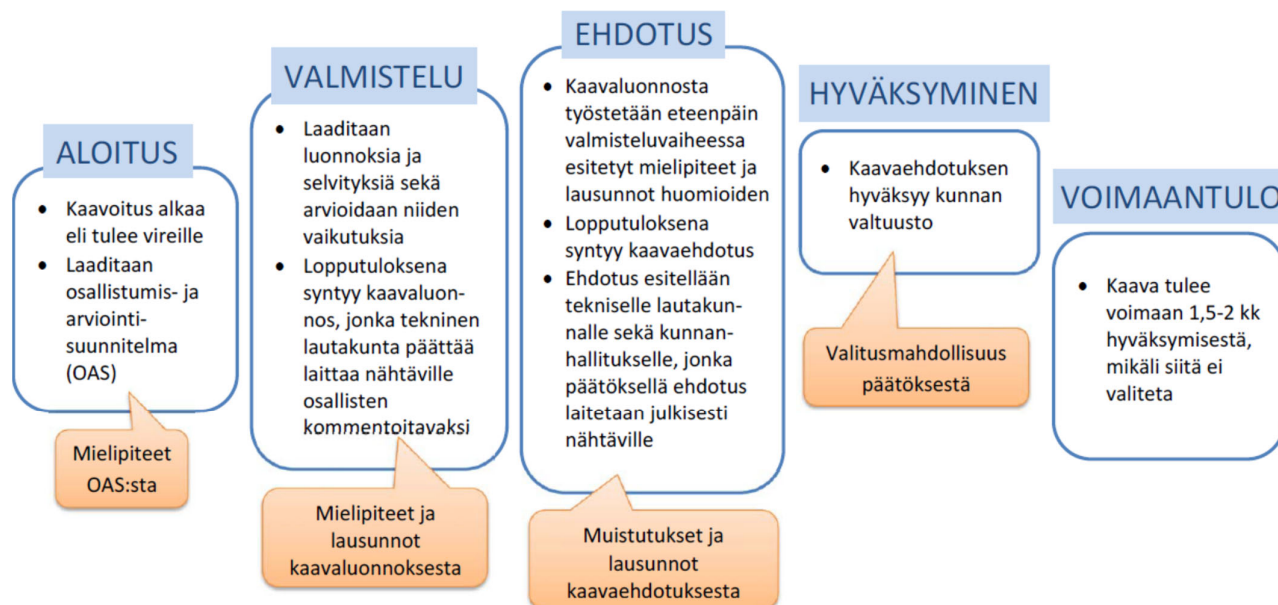 ALOITUS
• Kaavoitus alkaa
eli tulee vireille
• Laaditaan
osallistumis- ja
arviointi-
suunnitelma
(OAS)
Mielipiteet
OAS:sta
VALMISTELU
• Laaditaan
luonnoksia ja
selvityksiä sekä
arvioidaan niiden
vaikutuksia
• Lopputuloksena
syntyy kaavaluon-
nos, jonka tekninen
lautakunta päättää
laittaa nähtäville
osallisten
kommentoitavaksi
Mielipiteet ja
lausunnot
kaavaluonnoksesta
EHDOTUS
• Kaavaluonnosta
työstetään eteenpäin
valmisteluvaiheessa
esitetyt mielipiteet ja
lausunnot huomioiden
• Lopputuloksena
syntyy kaavaehdotus
• Ehdotus esitellään
tekniselle lautakun-
nalle sekä kunnan-
hallitukselle, jonka
päätöksellä ehdotus
laitetaan julkisesti
nähtäville
Muistutukset ja
lausunnot
kaavaehdotuksesta
HYVÄKSYMINEN
• Kaavaehdotuksen
hyväksyy kunnan
valtuusto
Valitusmahdollisuus
päätöksestä
VOIMAANTULO
• Kaava tulee
voimaan 1,5-2 kk
hyväksymisestä,
mikäli siitä ei
valiteta